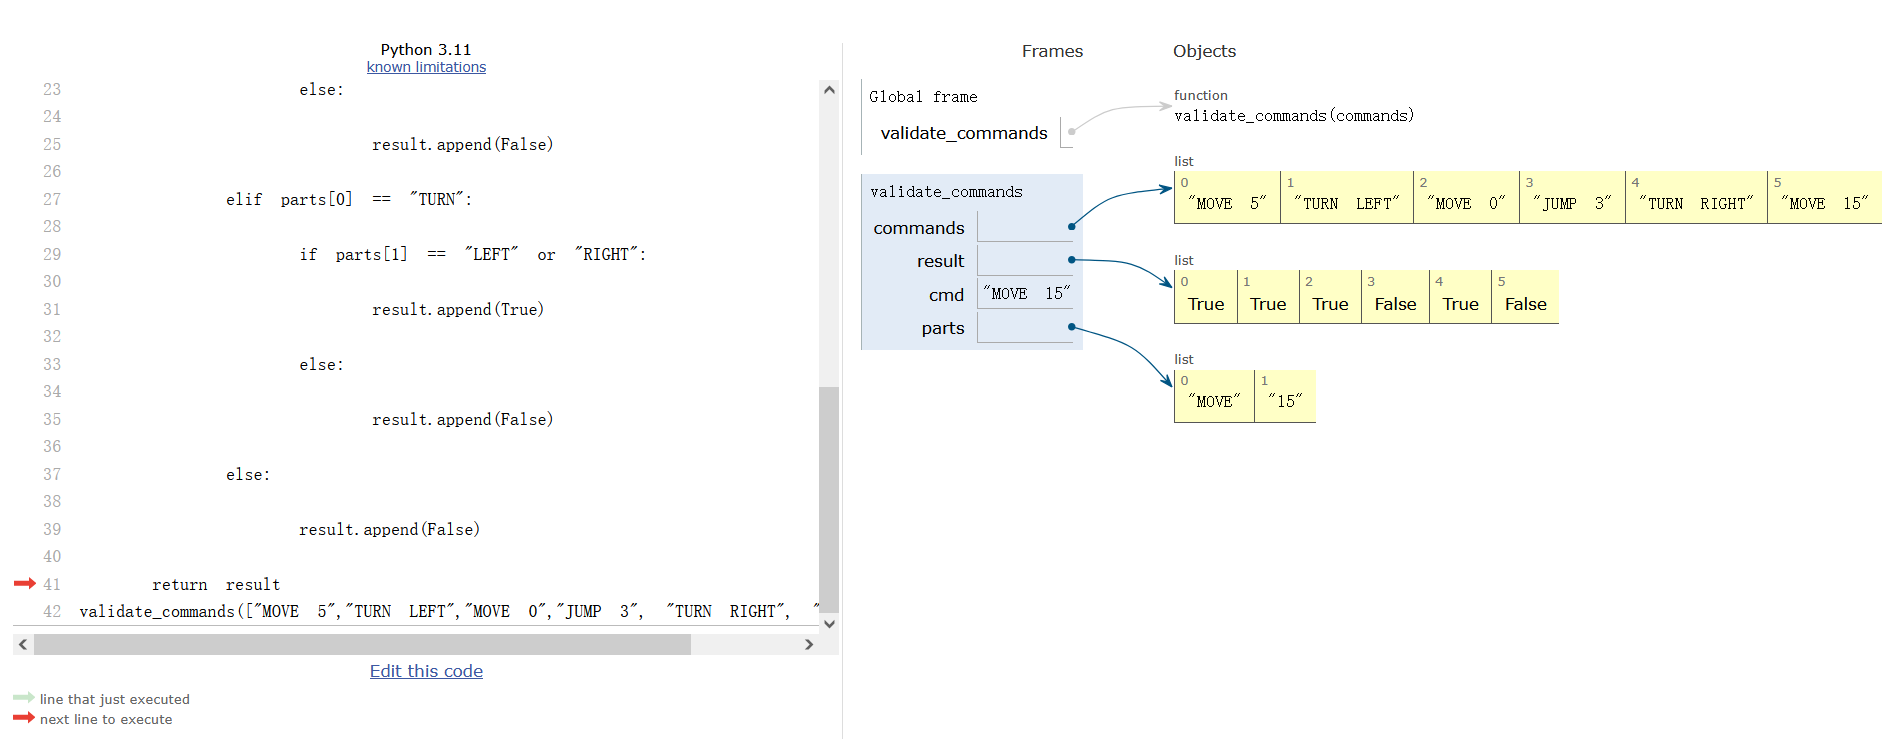 Python 3.11
known limitations
23 else:
24
25 result.append(False)
26
27 elif parts[0] == "TURN":
28
29 if parts[1] == "LEFT" or "RIGHT":
30
31 result.append(True)
32
33 else:
34
35 result.append(False)
36
37 else:
38
39 result.append(False)
40
41 return result
42 validate_commands(["MOVE 5","TURN LEFT","MOVE 0","JUMP 3", "TURN RIGHT", "
Edit this code
line that just executed
next line to execute
Frames Objects
Global frame
validate_commands
function
validate_commands(commands)
validate_commands
commands
result
cmd "MOVE 15"
parts
list
0 1 2 3 4 5
"MOVE 5" "TURN LEFT" "MOVE 0" "JUMP 3" "TURN RIGHT" "MOVE 15"
list
0 1 2 3 4 5
True True True False True False
list
0 1
"MOVE" "15"